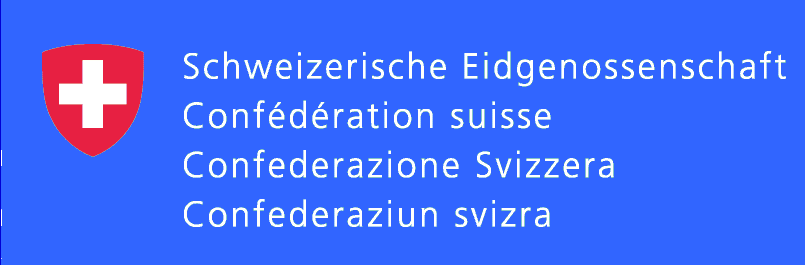 Schweizerische Eidgenossenschaft
Confédération suisse
Confederazione Svizzera
Confederaziun svizra